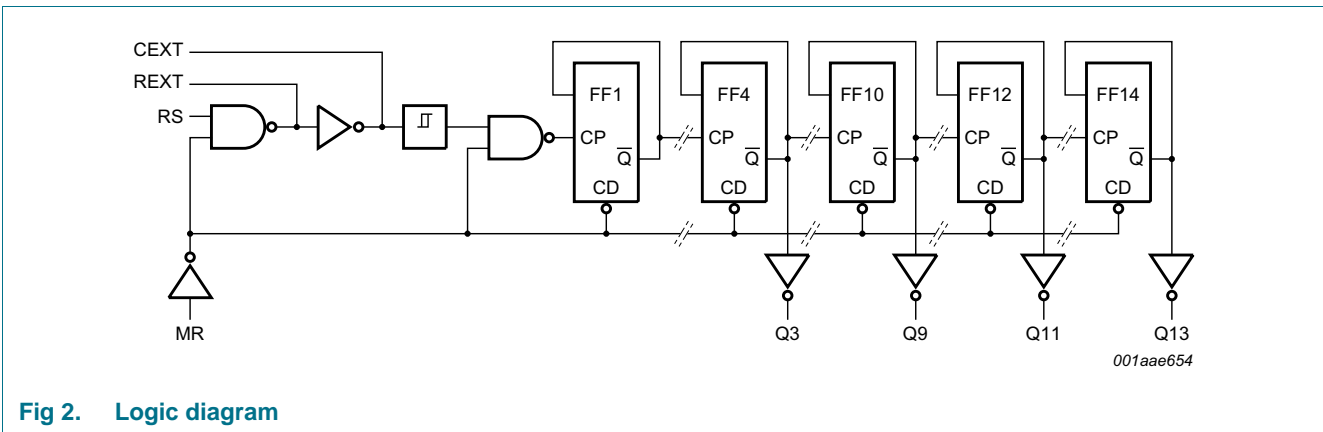 CEXT
REXT
RS
FF1 FF4 FF10 FF12 FF14
CP CP CP CP CP
Q Q Q Q Q
CD CD CD CD CD
MR Q3 Q9 Q11 Q13
001aae654
Fig 2. Logic diagram